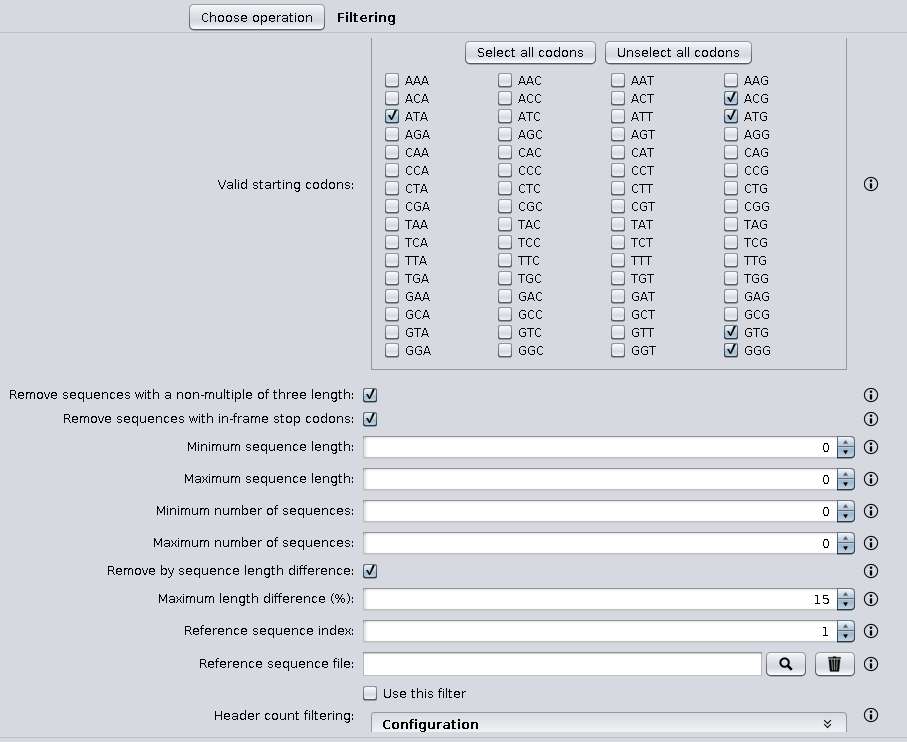 Choose operation Filtering
Select all codons Unselect all codons
AAA AAC AAT AAG
ACA ACC ACT ACG
ATA ATC ATT ATG
AGA AGC AGT AGG
CAA CAC CAT CAG
Valid starting codons: CCA CCC CCT CCG
CTA CTC CTT CTG
CGA CGC CGT CGG
TAA TAC TAT TAG
TCA TCC TCT TCG
TTA TTC TTT TTG
TGA TGC TGT TGG
GAA GAC GAT GAG
GCA GCC GCT GCG
GTA GTC GTT GTG
GGA GGC GGT GGG
Remove sequences with a non-multiple of three length:
Remove sequences with in-frame stop codons:
Minimum sequence length: 0
Maximum sequence length: 0
Minimum number of sequences: 0
Maximum number of sequences: 0
Remove by sequence length difference:
Maximum length difference (%): 15
Reference sequence index: 1
Reference sequence file:
Use this filter
Header count filtering:
Configuration